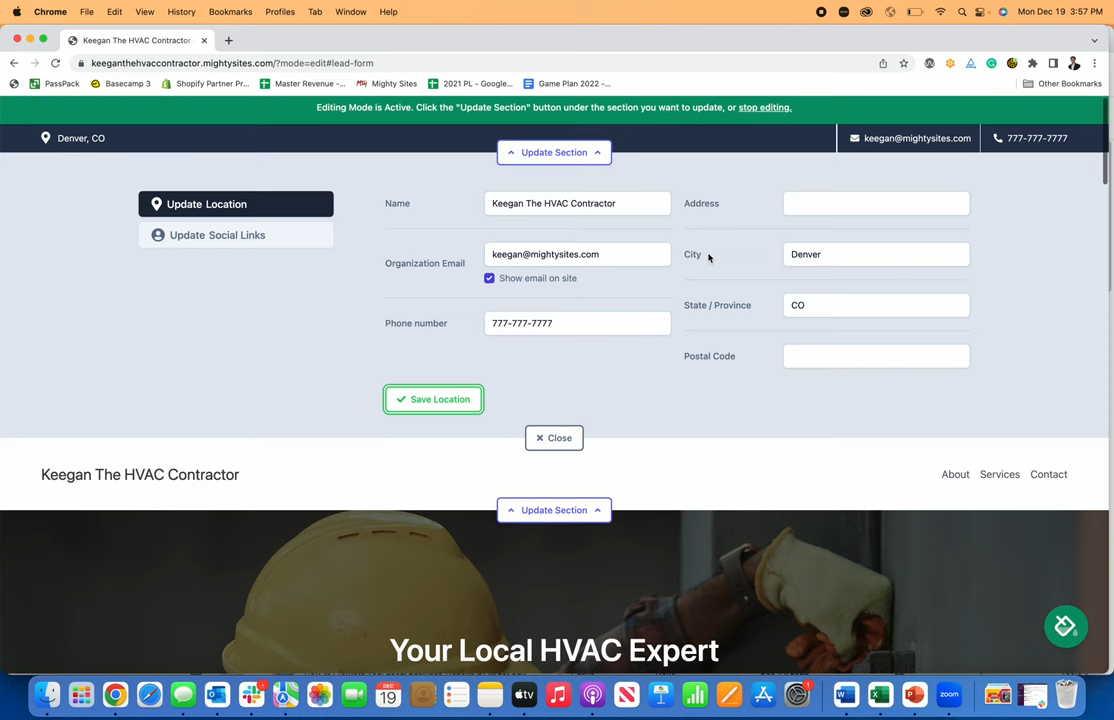 Chrome File Edit View History Bookmarks Profiles Tab Window Help
Mon Dec 19 3:57 PM
Keegan The HVAC Contractor
keeganthehvaccontractor.mightysites.com/?mode=edit#lead-form
PassPack
Basecamp 3
Shopify Partner Pr...
Master Revenue -...
Mighty Sites
2021 PL - Google...
Game Plan 2022 -...
Other Bookmarks
Editing Mode is Active. Click the "Update Section" button under the section you want to update, or stop editing.
Denver, CO
keegan@mightysites.com
777-777-7777
Update Section
Update Location
Update Social Links
Name
Keegan The HVAC Contractor
Organization Email
keegan@mightysites.com
Show email on site
Phone number
777-777-7777
Address
City
Denver
State / Province
CO
Postal Code
Save Location
Close
Keegan The HVAC Contractor
About Services Contact
Update Section
Your Local HVAC Expert
DEC
19
tv
W
X
P
zoom
1